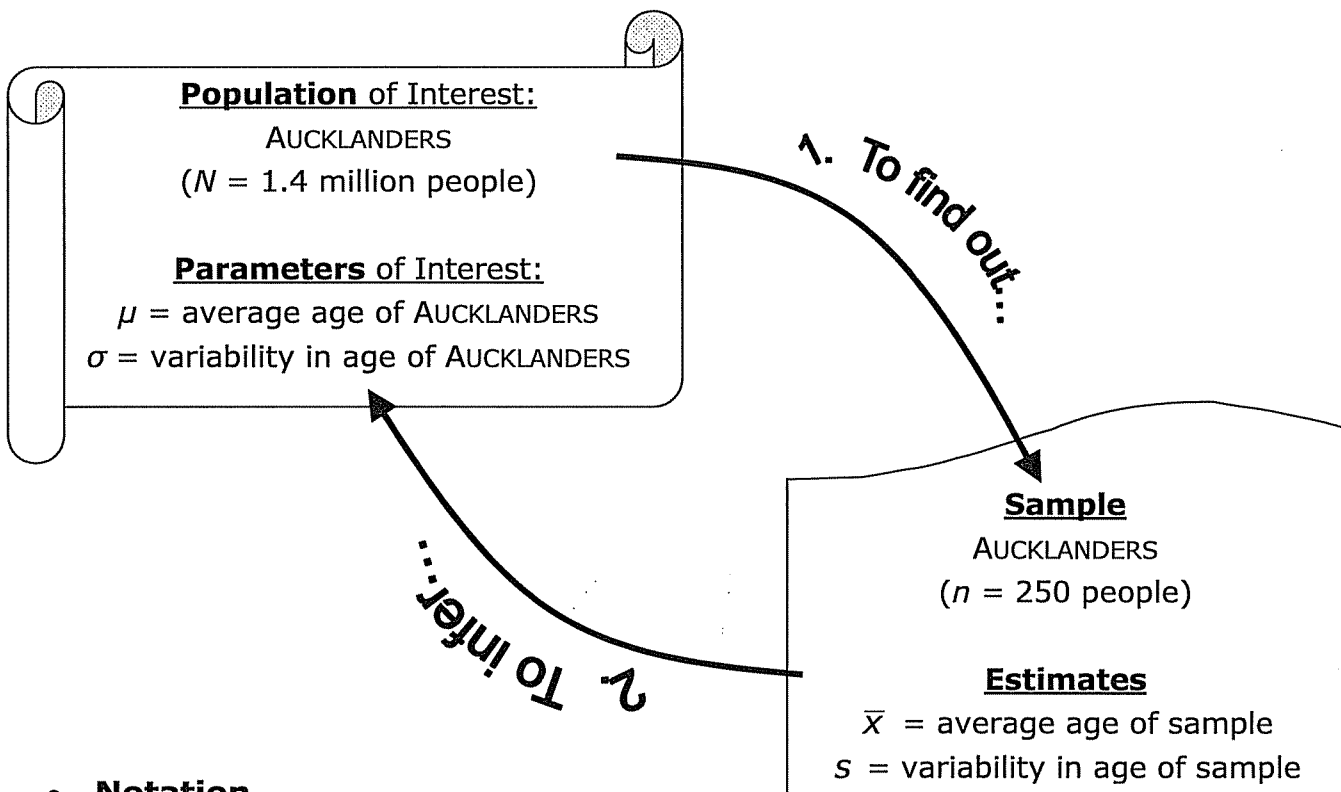 Population of Interest:
AUCKLANDERS
(N = 1.4 million people)
Parameters of Interest:
μ = average age of AUCKLANDERS
σ = variability in age of AUCKLANDERS
1. To find out...
2. To infer...
Sample
AUCKLANDERS
(n = 250 people)
Estimates
x̅ = average age of sample
s = variability in age of sample
Notation